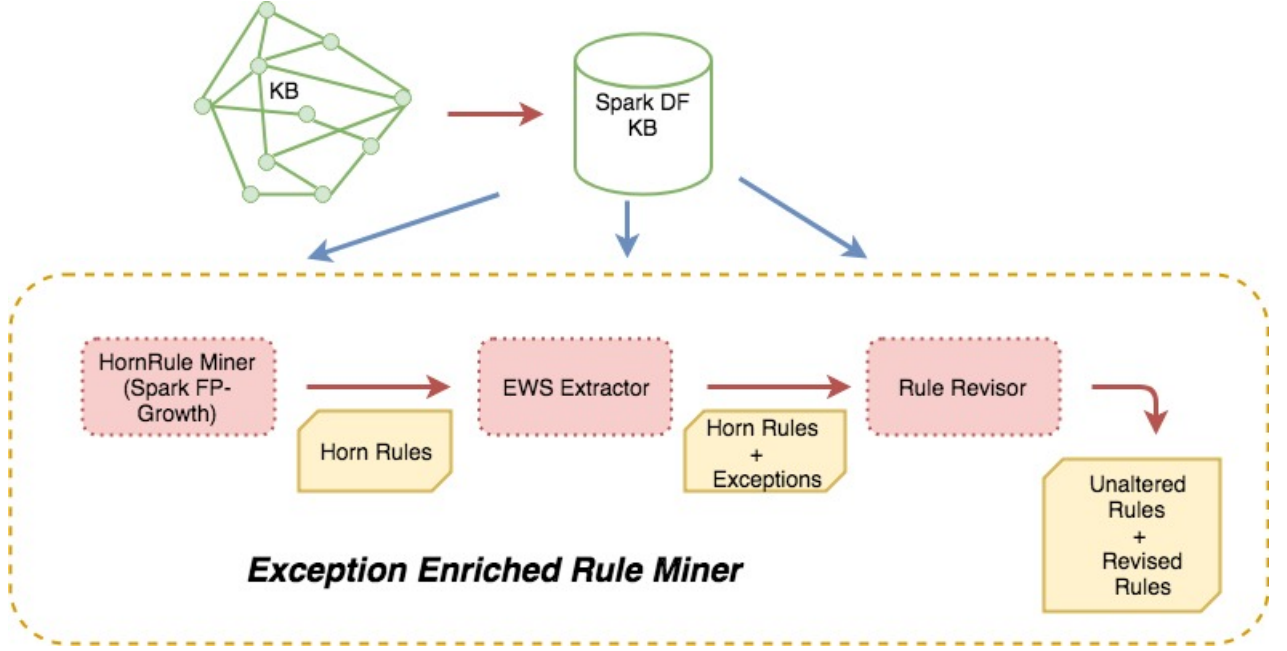 KB
Spark DF
KB
HornRule Miner
(Spark FP-
Growth)
Horn Rules
EWS Extractor
Horn Rules
+
Exceptions
Rule Revisor
Unaltered
Rules
+
Revised
Rules
Exception Enriched Rule Miner